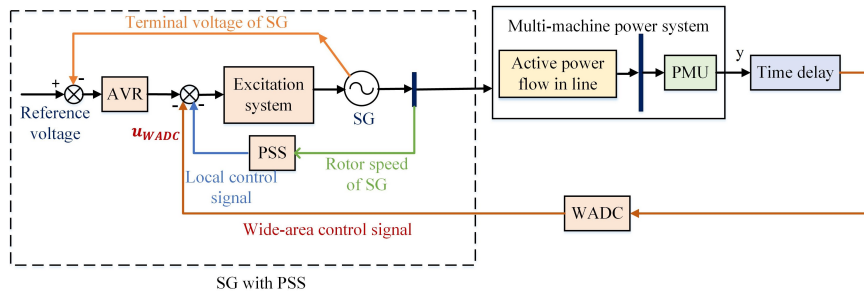 Terminal voltage of SG
Multi-machine power system
+
-
AVR
-
-
Excitation
system
SG
Active power
flow in line
PMU
y
Time delay
Reference
voltage
u_WADC
PSS
Local control
signal
Rotor speed
of SG
WADC
Wide-area control signal
SG with PSS